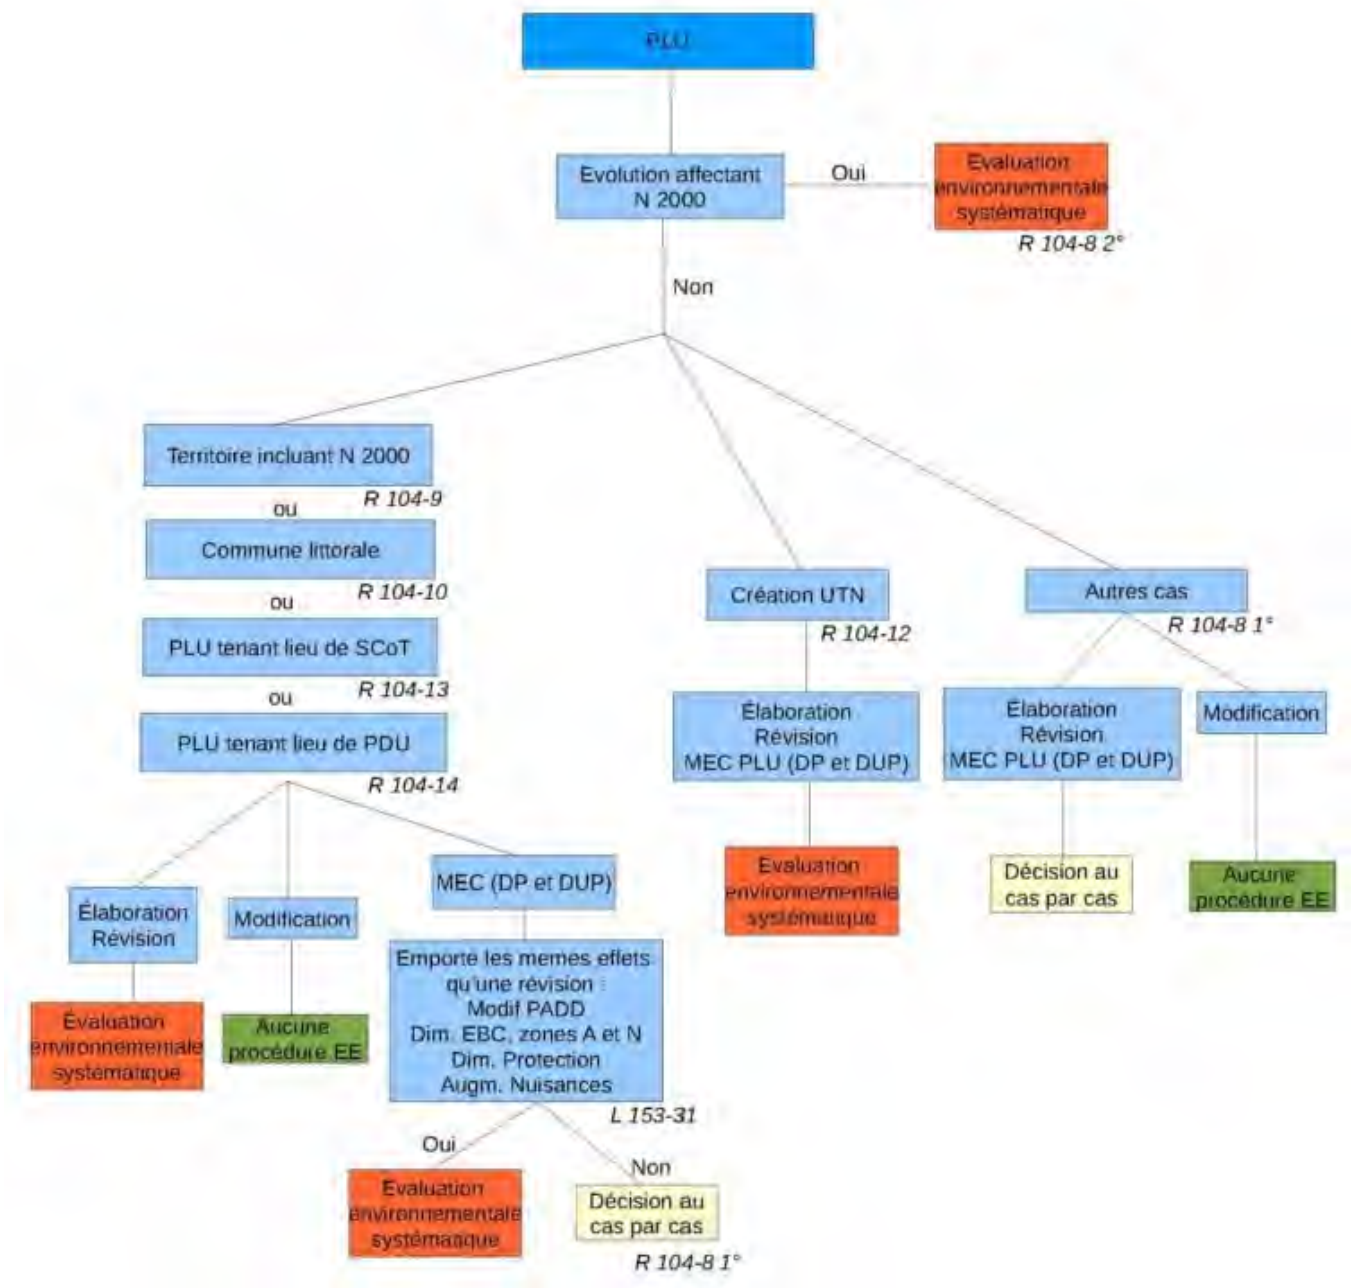 PLU
Evolution affectant
N 2000
Oui
Evaluation
environnementale
systématique
R 104-8 2°
Non
Territoire incluant N 2000
R 104-9
ou
Commune littorale
R 104-10
ou
PLU tenant lieu de SCoT
R 104-13
ou
PLU tenant lieu de PDU
R 104-14
Création UTN
R 104-12
Autres cas
R 104-8 1°
Élaboration
Révision
MEC PLU (DP et DUP)
Élaboration
Révision
MEC PLU (DP et DUP)
Modification
Evaluation
environnementale
systématique
Décision au
cas par cas
Aucune
procédure EE
Élaboration
Révision
Modification
MEC (DP et DUP)
Emporte les memes effets
qu'une révision :
Modif PADD
Dim. EBC, zones A et N
Dim. Protection
Augm. Nuisances
L 153-31
Évaluation
environnementale
systématique
Aucune
procédure EE
Oui
Non
Evaluation
environnementale
systématique
Décision au
cas par cas
R 104-8 1°